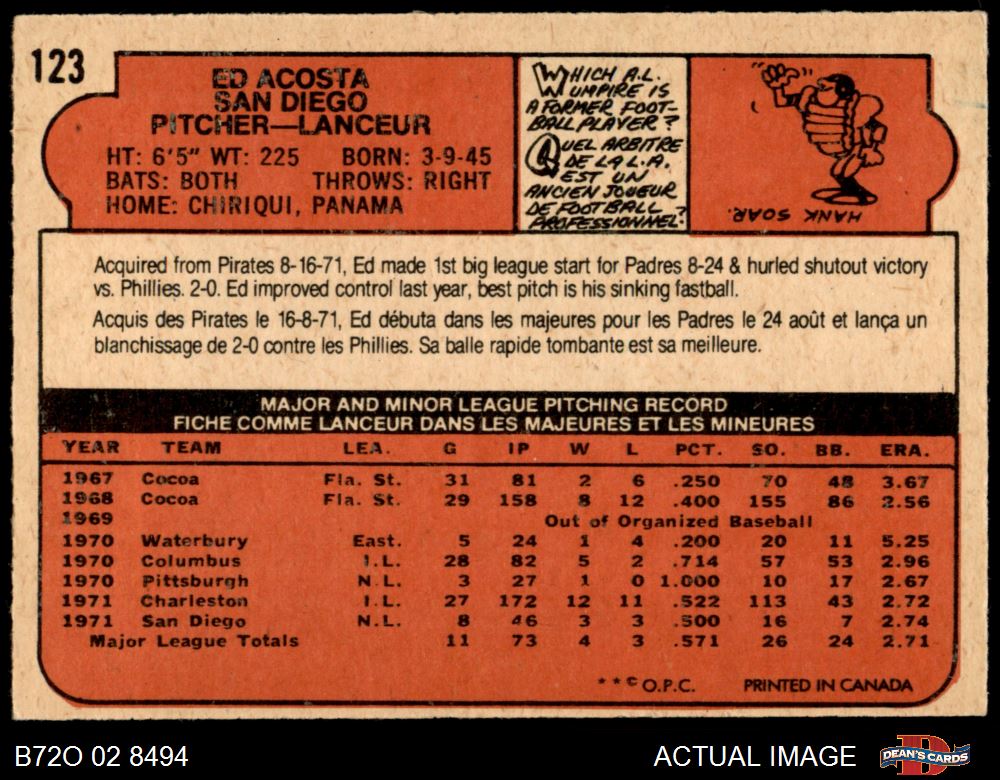 123
ED ACOSTA
SAN DIEGO
PITCHER—LANCEUR
HT: 6'5" WT: 225 BORN: 3-9-45
BATS: BOTH THROWS: RIGHT
HOME: CHIRIQUI, PANAMA
WHICH A.L.
UMPIRE IS
A FORMER FOOT-
BALL PLAYER?
QUEL ARBITRE
DE LA L.A.
EST UN
ANCIEN JOUEUR
DE FOOTBALL
PROFESSIONNEL?
HANK SOAR.
Acquired from Pirates 8-16-71, Ed made 1st big league start for Padres 8-24 & hurled shutout victory
vs. Phillies. 2-0. Ed improved control last year, best pitch is his sinking fastball.
Acquis des Pirates le 16-8-71, Ed débuta dans les majeures pour les Padres le 24 août et lança un
blanchissage de 2-0 contre les Phillies. Sa balle rapide tombante est sa meilleure.
MAJOR AND MINOR LEAGUE PITCHING RECORD
FICHE COMME LANCEUR DANS LES MAJEURES ET LES MINEURES
YEAR TEAM LEA. G IP W L PCT. SO. BB. ERA.
1967 Cocoa Fla. St. 31 81 2 6 .250 70 48 3.67
1968 Cocoa Fla. St. 29 158 8 12 .400 155 86 2.56
1969 Out of Organized Baseball
1970 Waterbury East. 5 24 1 4 .200 20 11 5.25
1970 Columbus I.L. 28 82 5 2 .714 57 53 2.96
1970 Pittsburgh N.L. 3 27 1 0 1.000 10 17 2.67
1971 Charleston I.L. 27 172 12 11 .522 113 43 2.72
1971 San Diego N.L. 8 46 3 3 .500 16 7 2.74
Major League Totals 11 73 4 3 .571 26 24 2.71
**© O.P.C. PRINTED IN CANADA
B72O 02 8494 ACTUAL IMAGE DEAN'S CARDS